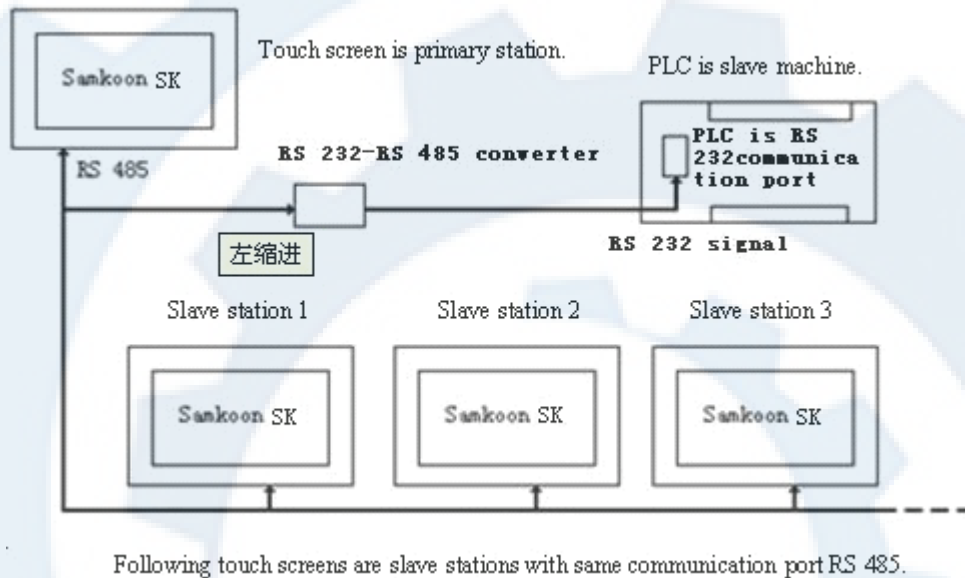 Touch screen is primary station.
PLC is slave machine.
Samkoon SK
RS 485
RS 232-RS 485 converter
PLC is RS
232communica
tion port
左缩进
RS 232 signal
Slave station 1
Slave station 2
Slave station 3
Samkoon SK
Samkoon SK
Samkoon SK
Following touch screens are slave stations with same communication port RS 485.